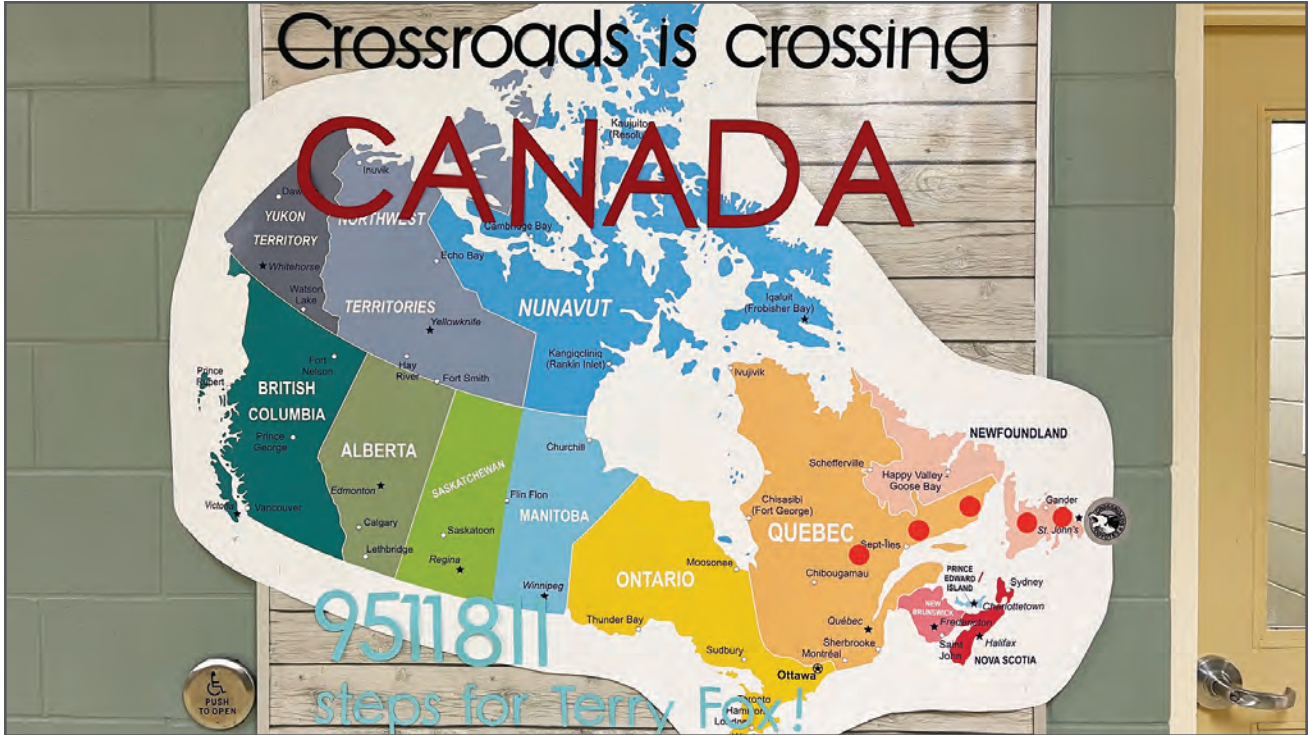 Crossroads is crossing
CANADA
Inuvik
YUKON
TERRITORY
Whitehorse
Watson
Lake
NORTHWEST
TERRITORIES
Echo Bay
Yellowknife
Hay
River
Fort Smith
Cambridge Bay
NUNAVUT
Iqaluit
(Frobisher Bay)
Kangiqcliniq
(Rankin Inlet)
Ivujivik
Prince
Rupert
Fort
Nelson
BRITISH
COLUMBIA
Prince
George
Victoria
Vancouver
ALBERTA
Edmonton
Calgary
Lethbridge
SASKATCHEWAN
Saskatoon
Regina
Churchill
Flin Flon
MANITOBA
Winnipeg
ONTARIO
Moosonee
Thunder Bay
Sudbury
Ottawa
Toronto
QUEBEC
Schefferville
Chisasibi
(Fort George)
Sept-Îles
Chibougamau
Québec
Sherbrooke
Montréal
NEWFOUNDLAND
Happy Valley
Goose Bay
Gander
St. John's
PRINCE
EDWARD
ISLAND
Charlottetown
Sydney
NEW
BRUNSWICK
Fredericton
Saint
John
Halifax
NOVA SCOTIA
9511811
steps for Terry Fox!
PUSH
TO OPEN